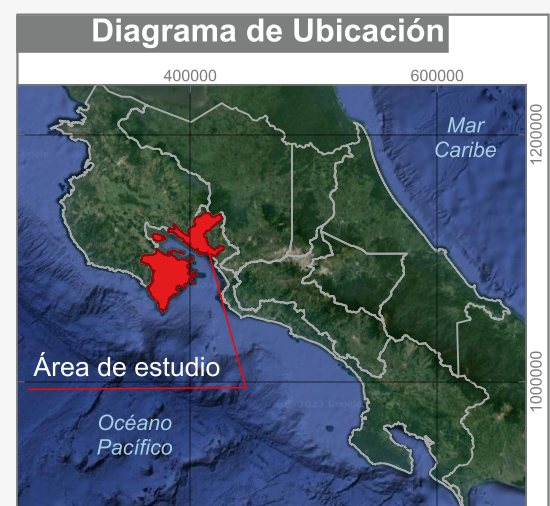 Diagrama de Ubicación
400000
600000
Mar
Caribe
1200000
Área de estudio
1000000
Océano
Pacífico